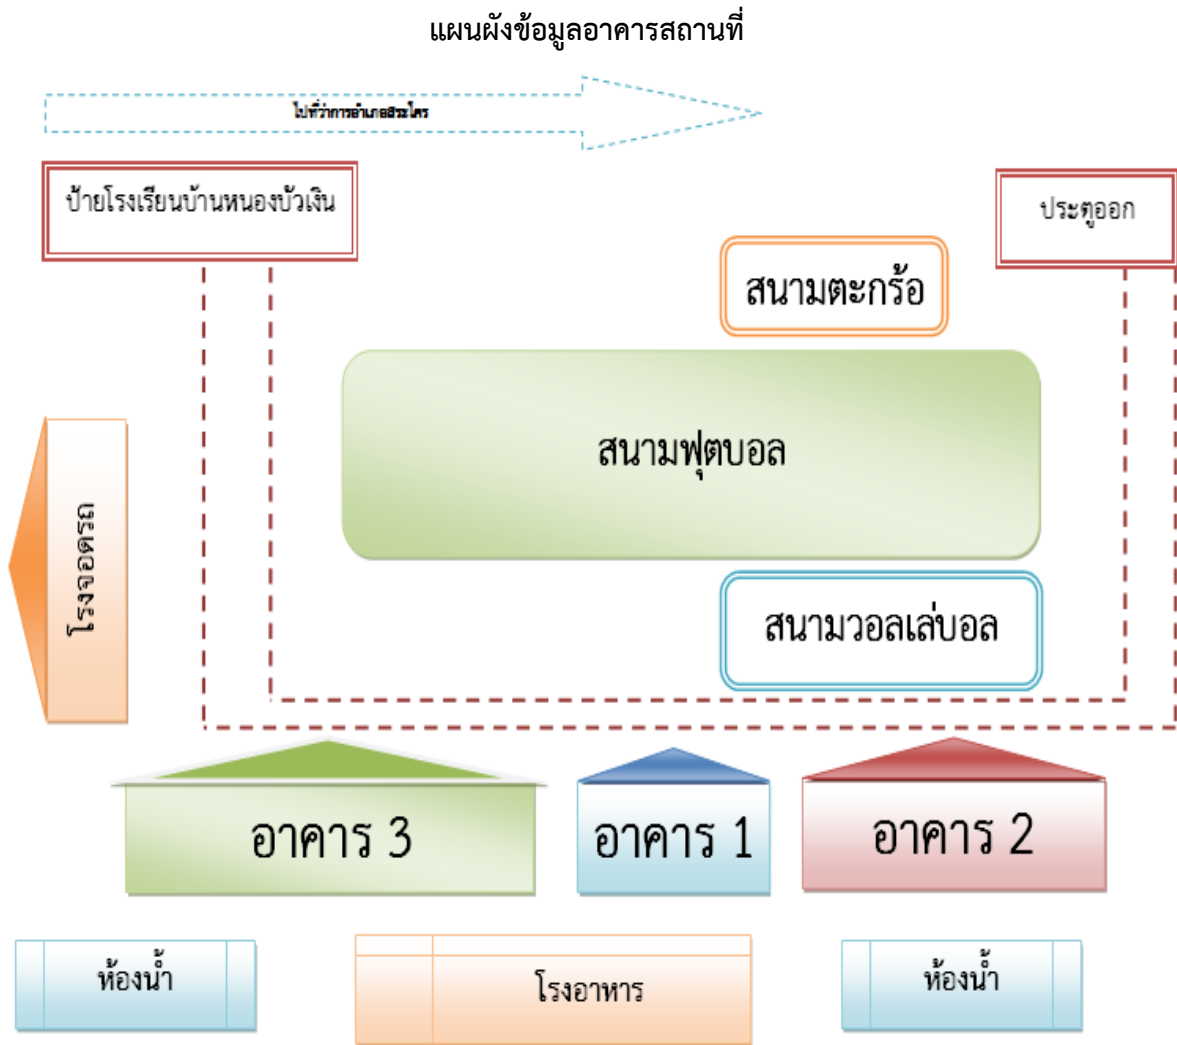 แผนผังข้อมูลอาคารสถานที่
ไปที่ว่าการอำเภอสระใคร
ป้ายโรงเรียนบ้านหนองบัวเงิน
ประตูออก
สนามตะกร้อ
สนามฟุตบอล
โรงจอดรถ
สนามวอลเล่บอล
อาคาร 3
อาคาร 1
อาคาร 2
ห้องน้ำ
โรงอาหาร
ห้องน้ำ